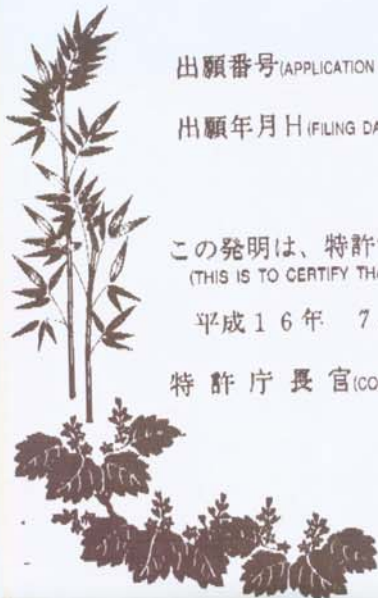 出願番号(APPLICATION
出願年月日(FILING DA
この発明は、特許
(THIS IS TO CERTIFY THA
平成16年 7
特許庁長官(CO